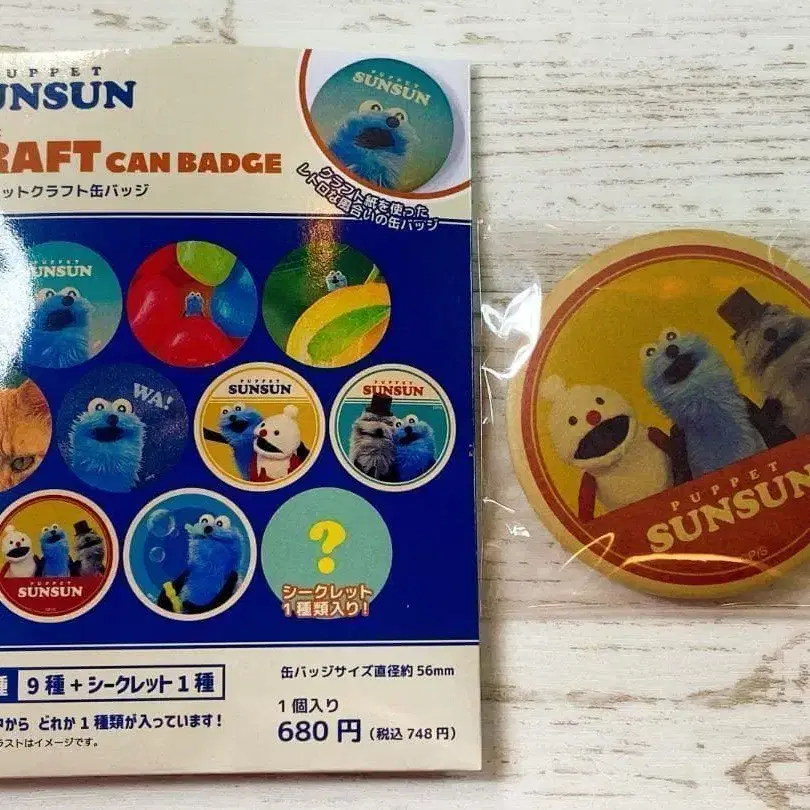 UPPET
UNSUN
RAFT CAN BADGE
ットクラフト缶バッジ
PUPPET
SUNSUN
クラフト紙を使った
レトロな風合いの缶バッジ
UNSUN
WA!
PUPPET
SUNSUN
PUPPET
SUNSUN
PUPPET
SUNSUN
?
シークレット
1種類入り!
種 9種+シークレット1種
中から どれか1種類が入っています!
ラストはイメージです。
缶バッジサイズ直径約56mm
1個入り
680円(税込748円)
PUPPET
SUNSUN
©P/S